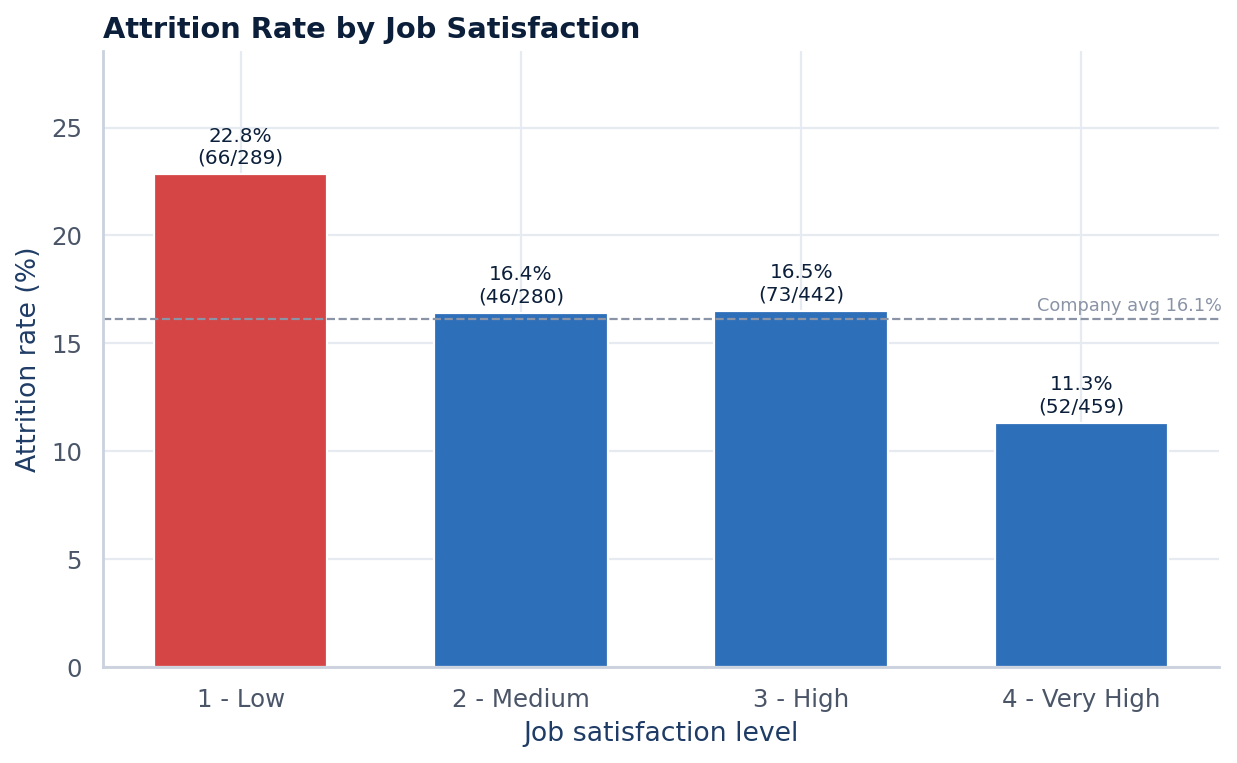 Attrition Rate by Job Satisfaction
Attrition rate (%)
25
20
15
10
5
0
22.8%
(66/289)
16.4%
(46/280)
16.5%
(73/442)
11.3%
(52/459)
Company avg 16.1%
1 - Low
2 - Medium
3 - High
4 - Very High
Job satisfaction level